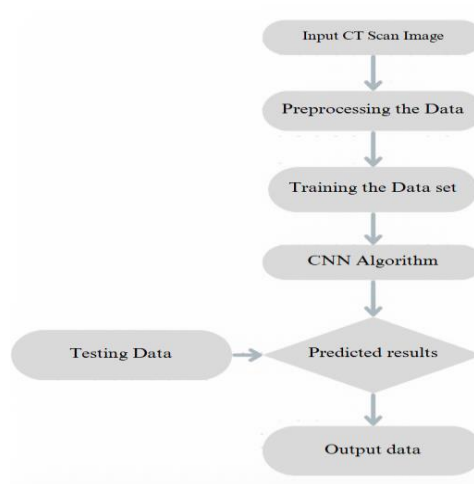 Input CT Scan Image
Preprocessing the Data
Training the Data set
CNN Algorithm
Testing Data
Predicted results
Output data